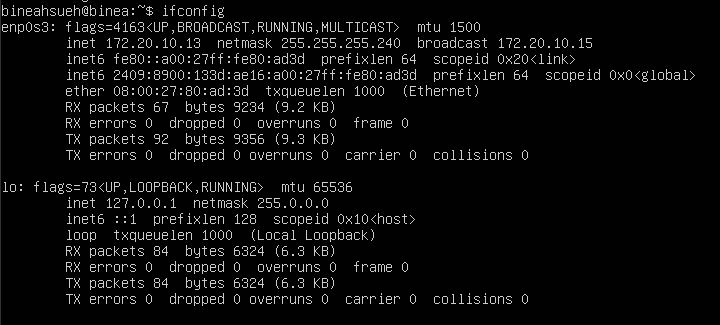 bineahsueh@binea:~$ ifconfig
enp0s3: flags=4163<UP,BROADCAST,RUNNING,MULTICAST>  mtu 1500
        inet 172.20.10.13  netmask 255.255.255.240  broadcast 172.20.10.15
        inet6 fe80::a00:27ff:fe80:ad3d  prefixlen 64  scopeid 0x20<link>
        inet6 2409:8900:133d:ae16:a00:27ff:fe80:ad3d  prefixlen 64  scopeid 0x0<global>
        ether 08:00:27:80:ad:3d  txqueuelen 1000  (Ethernet)
        RX packets 67  bytes 9234 (9.2 KB)
        RX errors 0  dropped 0  overruns 0  frame 0
        TX packets 92  bytes 9356 (9.3 KB)
        TX errors 0  dropped 0 overruns 0  carrier 0  collisions 0

lo: flags=73<UP,LOOPBACK,RUNNING>  mtu 65536
        inet 127.0.0.1  netmask 255.0.0.0
        inet6 ::1  prefixlen 128  scopeid 0x10<host>
        loop  txqueuelen 1000  (Local Loopback)
        RX packets 84  bytes 6324 (6.3 KB)
        RX errors 0  dropped 0  overruns 0  frame 0
        TX packets 84  bytes 6324 (6.3 KB)
        TX errors 0  dropped 0 overruns 0  carrier 0  collisions 0